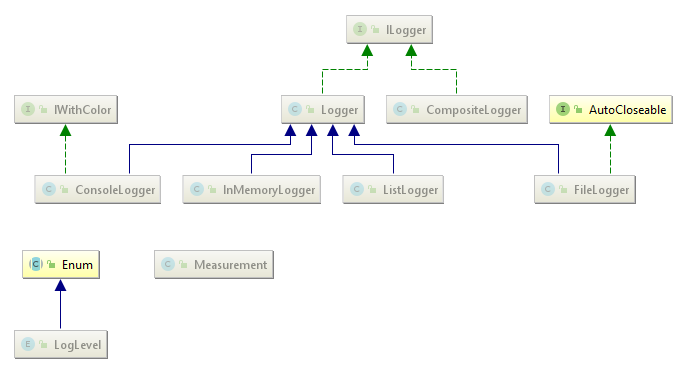 I ILogger
I IWithColor
C Logger
C CompositeLogger
I AutoCloseable
C ConsoleLogger
C InMemoryLogger
C ListLogger
C FileLogger
C Enum
C Measurement
E LogLevel